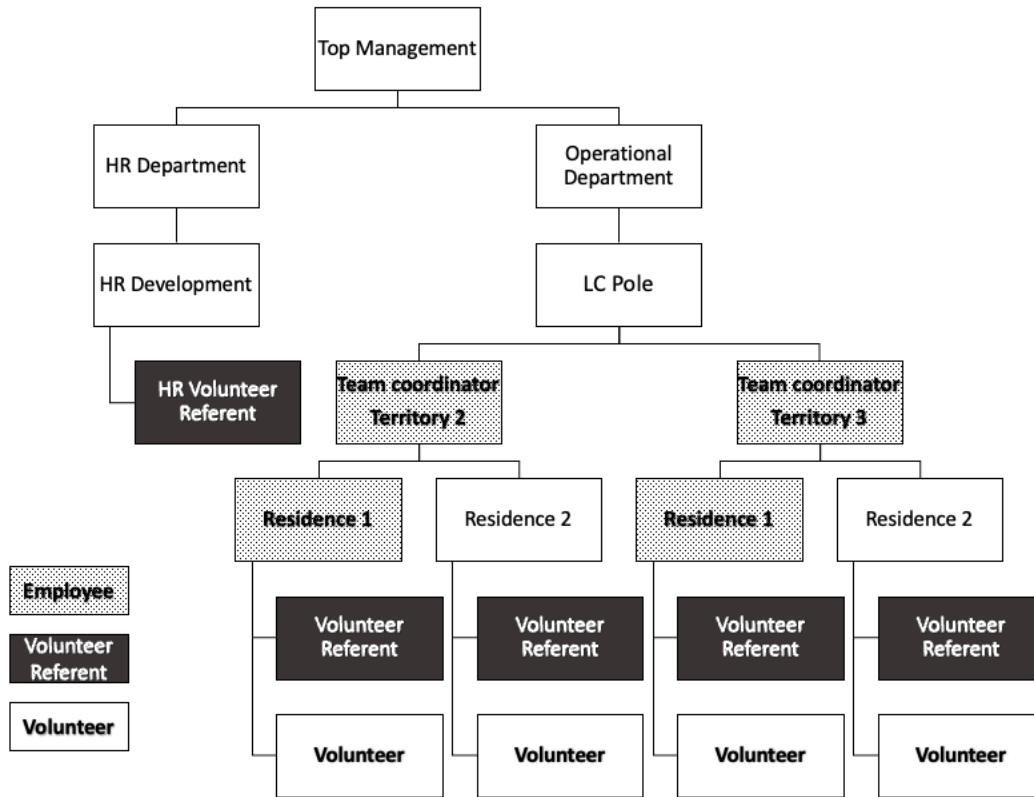 Top Management
HR Department
Operational
Department
HR Development
LC Pole
HR Volunteer
Referent
Team coordinator
Territory 2
Team coordinator
Territory 3
Residence 1
Residence 2
Residence 1
Residence 2
Employee
Volunteer
Referent
Volunteer
Volunteer
Referent
Volunteer
Referent
Volunteer
Referent
Volunteer
Referent
Volunteer
Volunteer
Volunteer
Volunteer